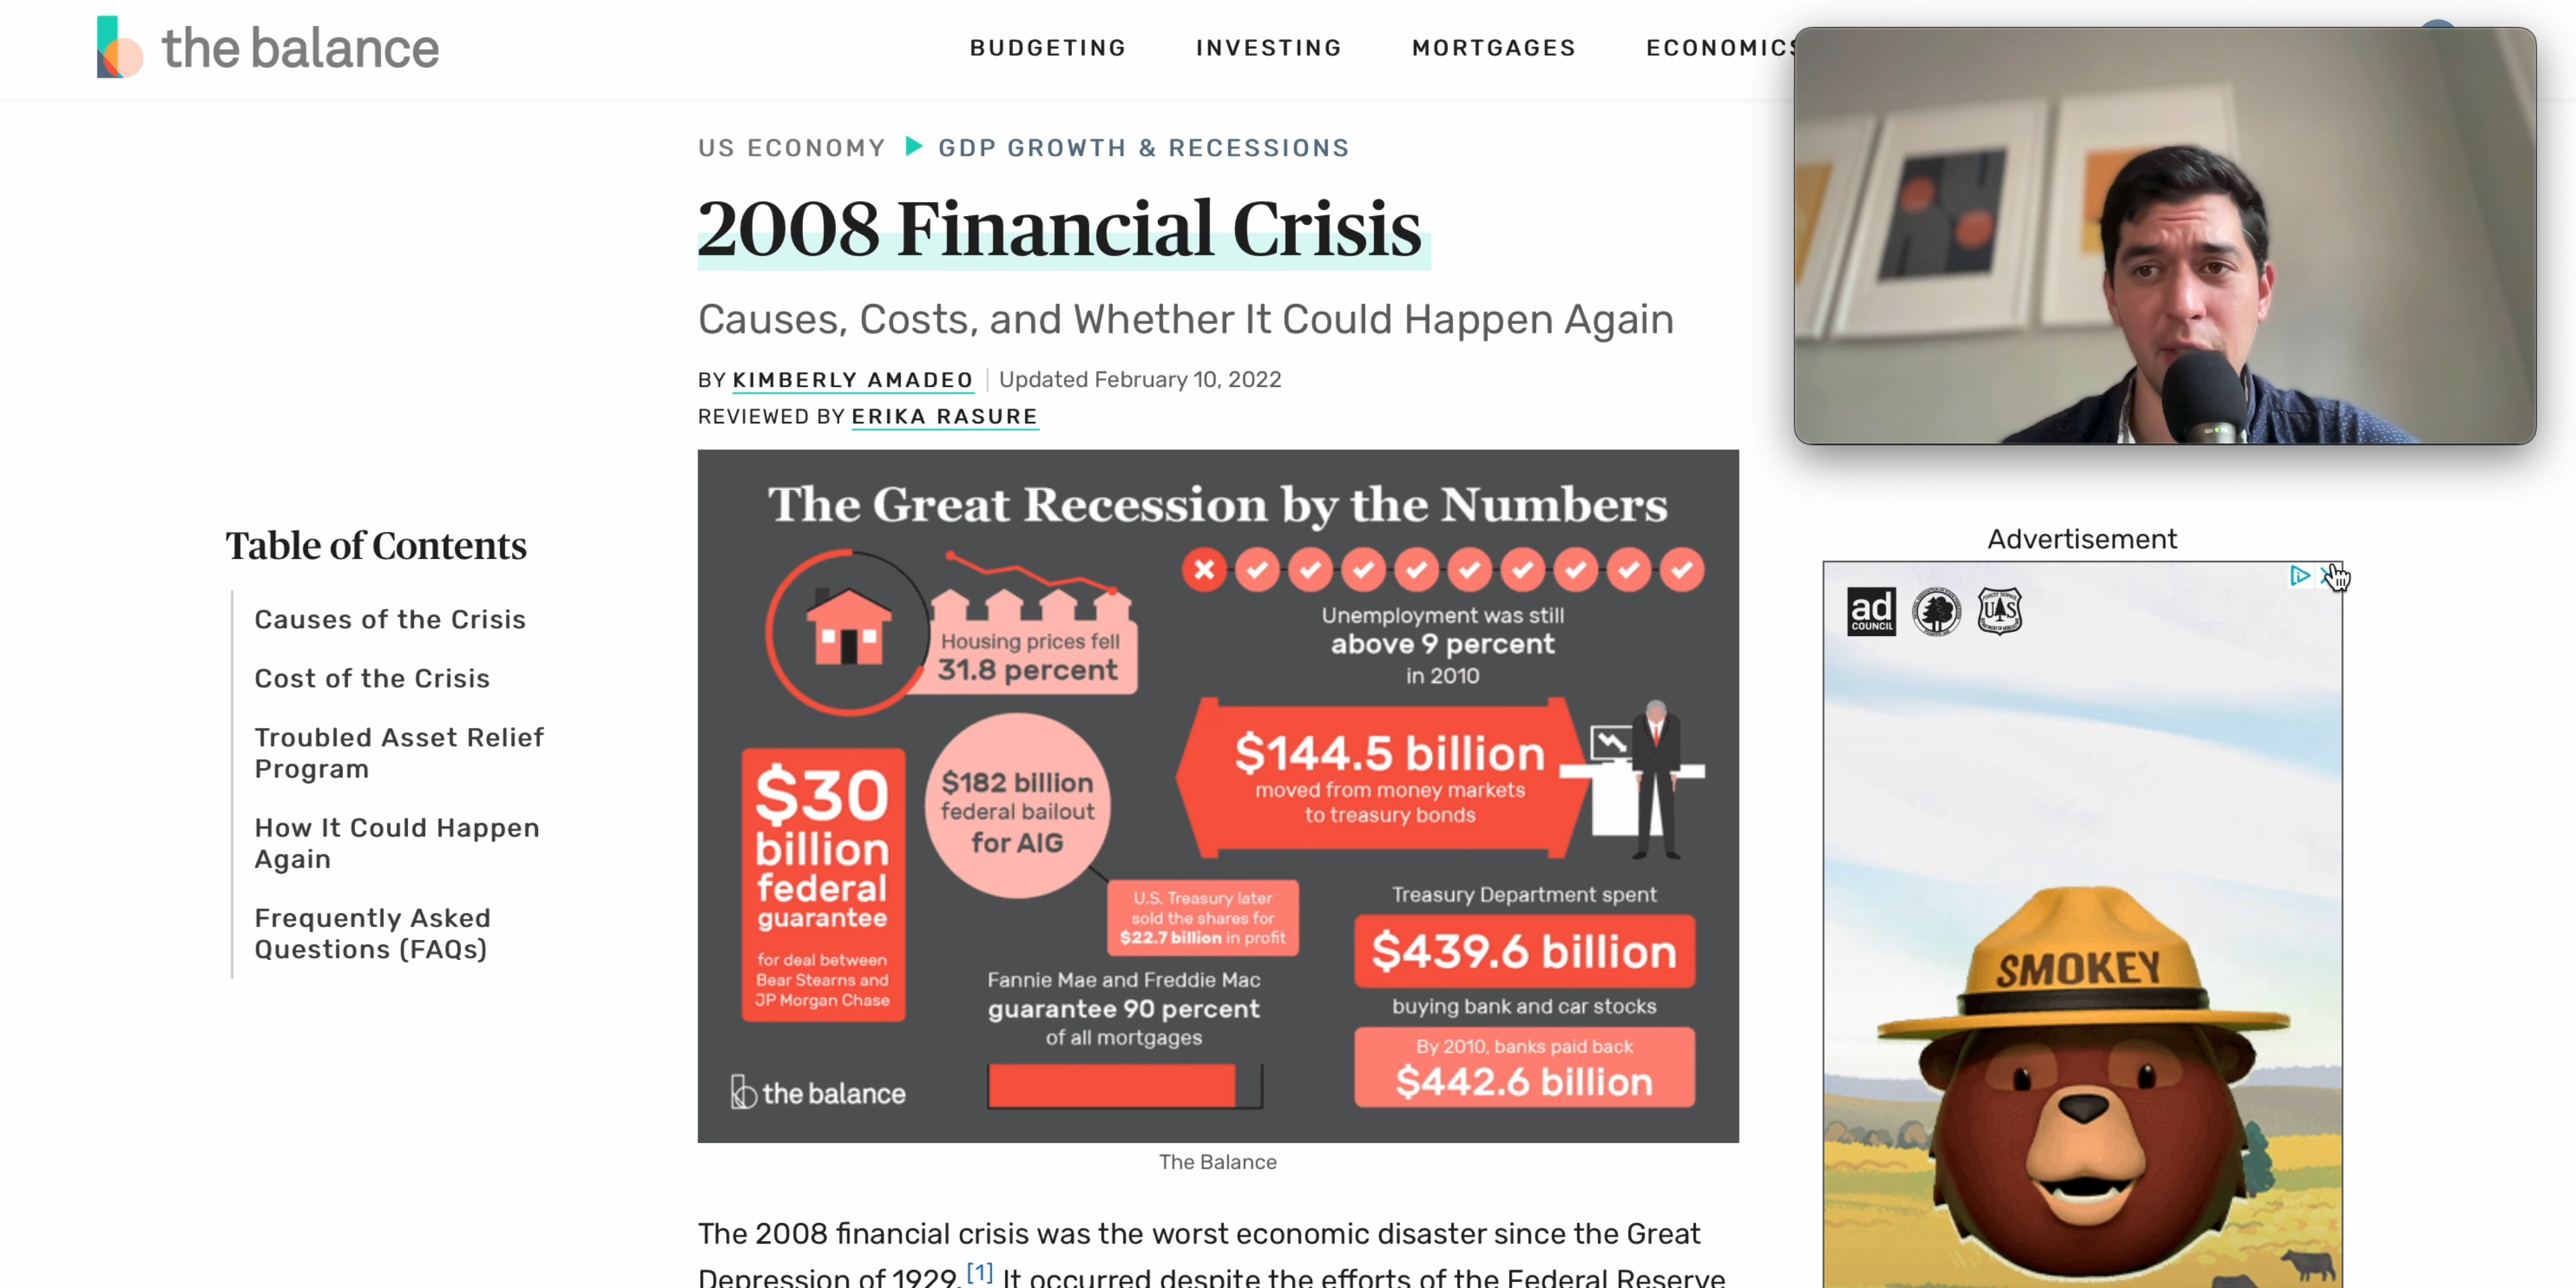 the balance
BUDGETING
INVESTING
MORTGAGES
ECONOMICS
US ECONOMY
GDP GROWTH & RECESSIONS
2008 Financial Crisis
Causes, Costs, and Whether It Could Happen Again
BY KIMBERLY AMADEO
Updated February 10, 2022
REVIEWED BY ERIKA RASURE
Table of Contents
Causes of the Crisis
Cost of the Crisis
Troubled Asset Relief
Program
How It Could Happen
Again
Frequently Asked
Questions (FAQs)
The Great Recession by the Numbers
Housing prices fell
31.8 percent
Unemployment was still
above 9 percent
in 2010
$30
billion
federal
guarantee
for deal between
Bear Stearns and
JP Morgan Chase
$182 billion
federal bailout
for AIG
U.S. Treasury later
sold the shares for
$22.7 billion in profit
$144.5 billion
moved from money markets
to treasury bonds
Fannie Mae and Freddie Mac
guarantee 90 percent
of all mortgages
Treasury Department spent
$439.6 billion
buying bank and car stocks
By 2010, banks paid back
$442.6 billion
the balance
The Balance
The 2008 financial crisis was the worst economic disaster since the Great
Depression of 1929.[1] It occurred despite the efforts of the Federal Reserve
Advertisement
ad
COUNCIL
U S
SMOKEY